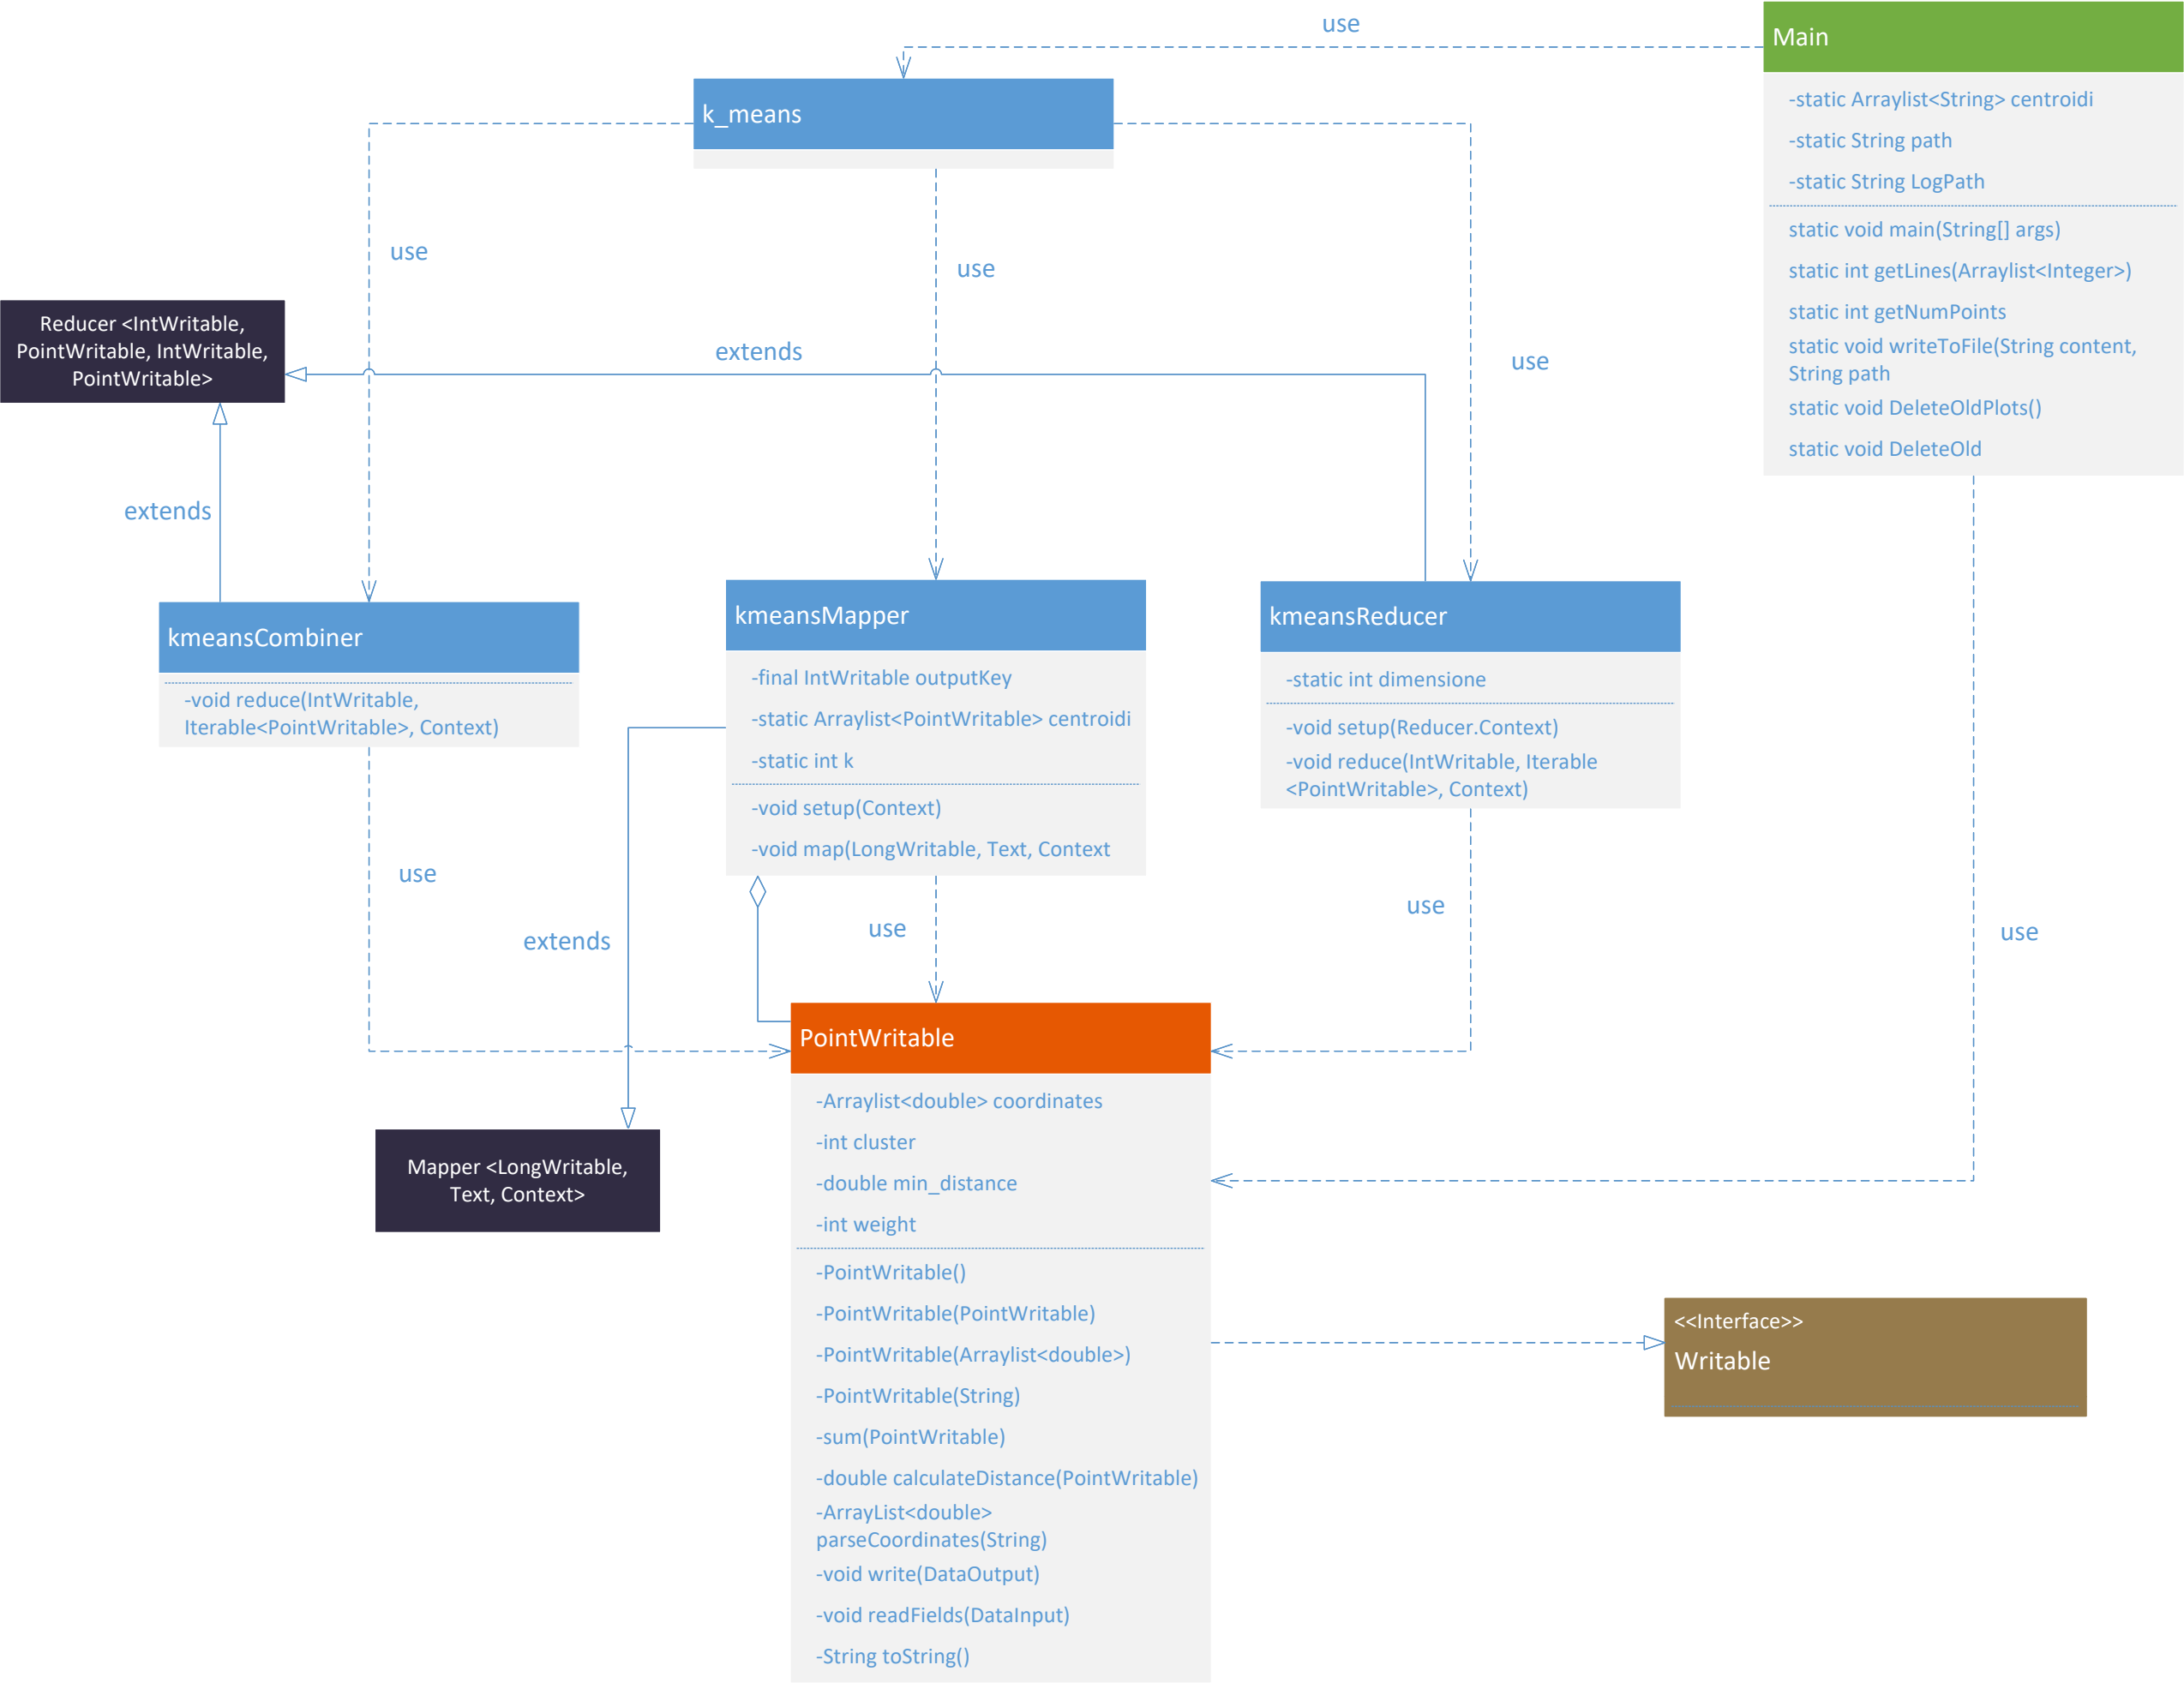 use
Main
-static Arraylist<String> centroidi
-static String path
-static String LogPath
static void main(String[] args)
static int getLines(Arraylist<Integer>)
static int getNumPoints
static void writeToFile(String content,
String path
static void DeleteOldPlots()
static void DeleteOld
k_means
use
use
use
Reducer <IntWritable,
PointWritable, IntWritable,
PointWritable>
extends
extends
kmeansCombiner
-void reduce(IntWritable,
Iterable<PointWritable>, Context)
kmeansMapper
-final IntWritable outputKey
-static Arraylist<PointWritable> centroidi
-static int k
-void setup(Context)
-void map(LongWritable, Text, Context
kmeansReducer
-static int dimensione
-void setup(Reducer.Context)
-void reduce(IntWritable, Iterable
<PointWritable>, Context)
use
extends
use
use
use
PointWritable
-Arraylist<double> coordinates
-int cluster
-double min_distance
-int weight
-PointWritable()
-PointWritable(PointWritable)
-PointWritable(Arraylist<double>)
-PointWritable(String)
-sum(PointWritable)
-double calculateDistance(PointWritable)
-ArrayList<double>
parseCoordinates(String)
-void write(DataOutput)
-void readFields(DataInput)
-String toString()
Mapper <LongWritable,
Text, Context>
<<Interface>>
Writable